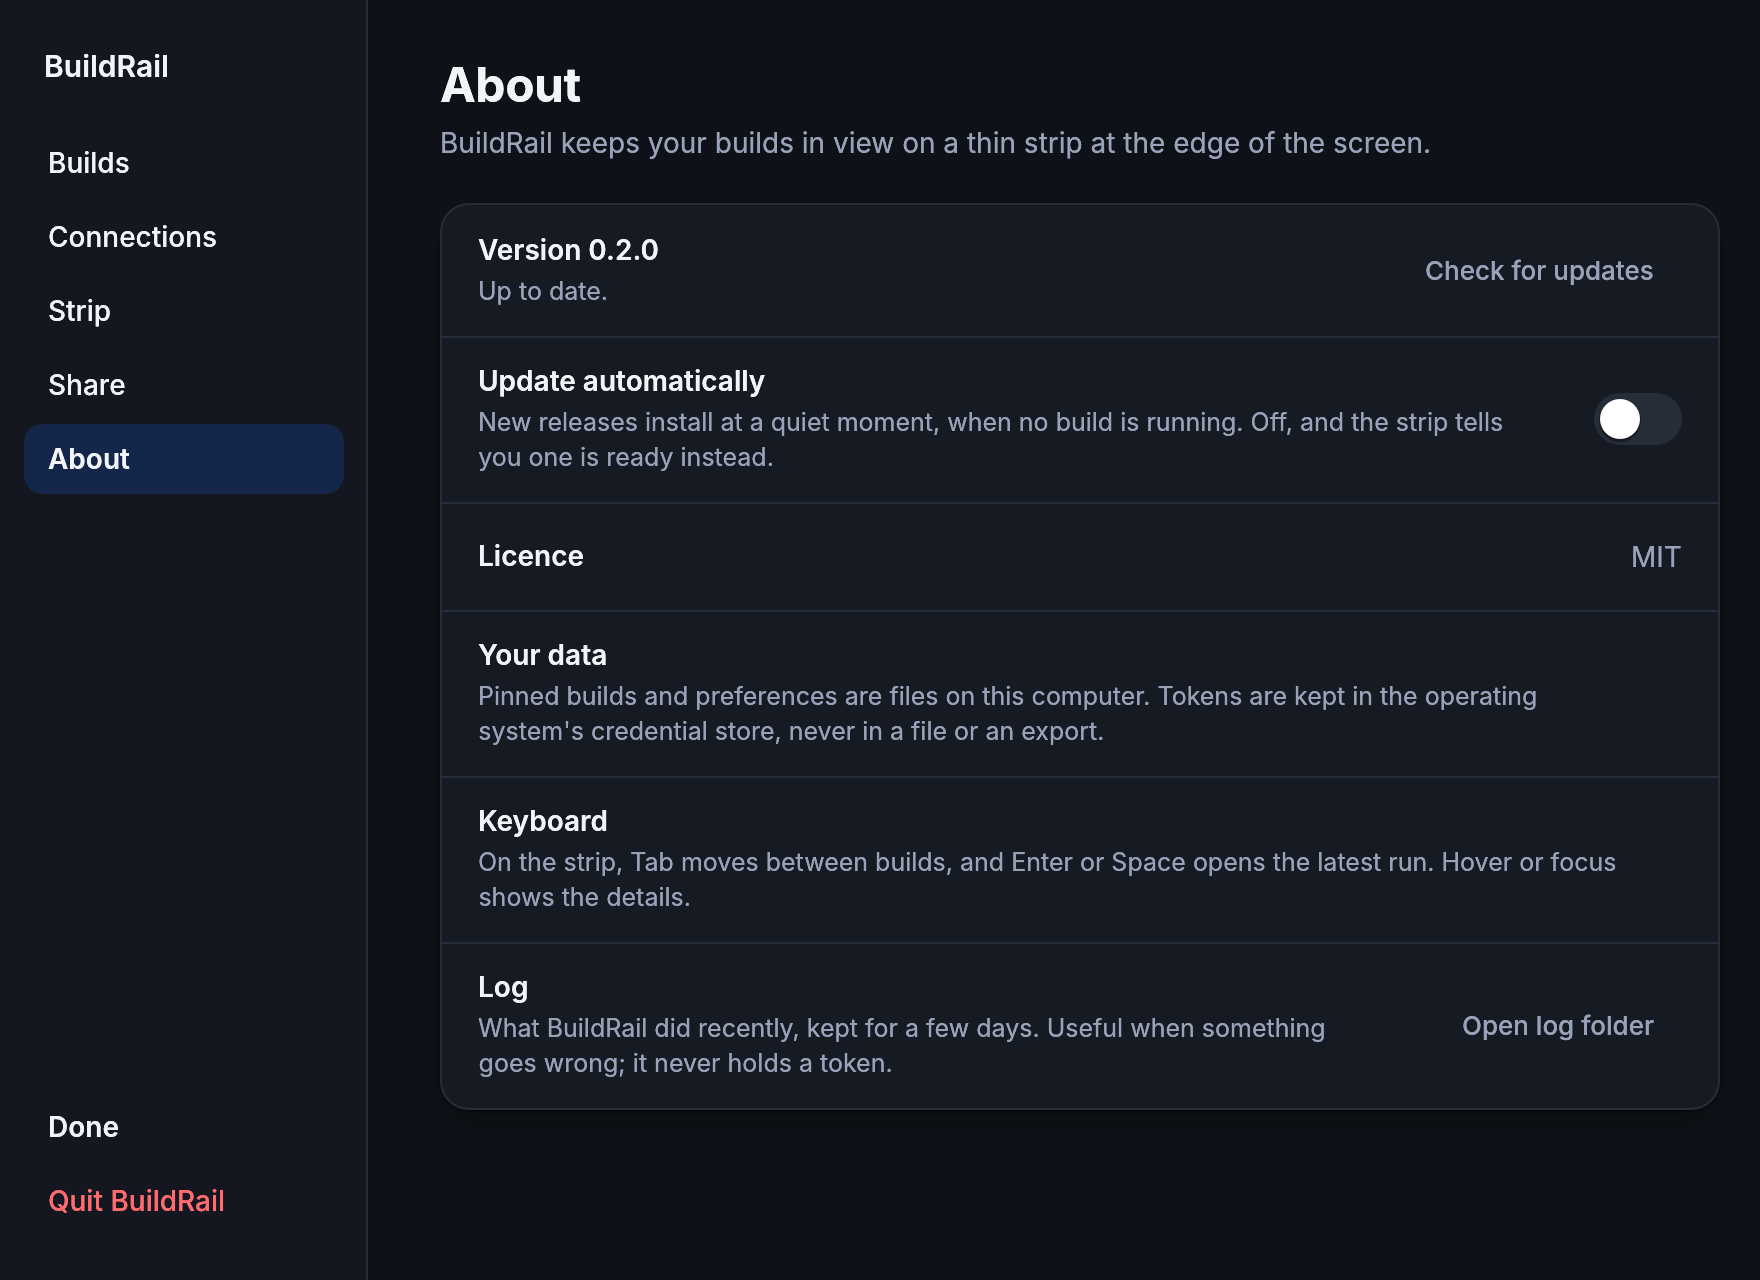 BuildRail
Builds
Connections
Strip
Share
About
Done
Quit BuildRail
About
BuildRail keeps your builds in view on a thin strip at the edge of the screen.
Version 0.2.0
Up to date.
Check for updates
Update automatically
New releases install at a quiet moment, when no build is running. Off, and the strip tells
you one is ready instead.
Licence
MIT
Your data
Pinned builds and preferences are files on this computer. Tokens are kept in the operating
system's credential store, never in a file or an export.
Keyboard
On the strip, Tab moves between builds, and Enter or Space opens the latest run. Hover or focus
shows the details.
Log
What BuildRail did recently, kept for a few days. Useful when something
goes wrong; it never holds a token.
Open log folder